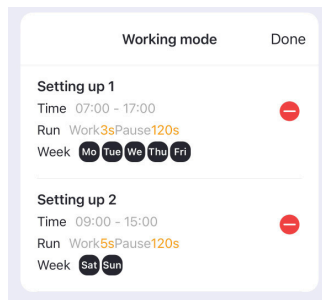 Working mode Done
Setting up 1
Time 07:00 - 17:00
Run Work3sPause120s
Week Mo Tue We Thu Fri
Setting up 2
Time 09:00 - 15:00
Run Work5sPause120s
Week Sat Sun